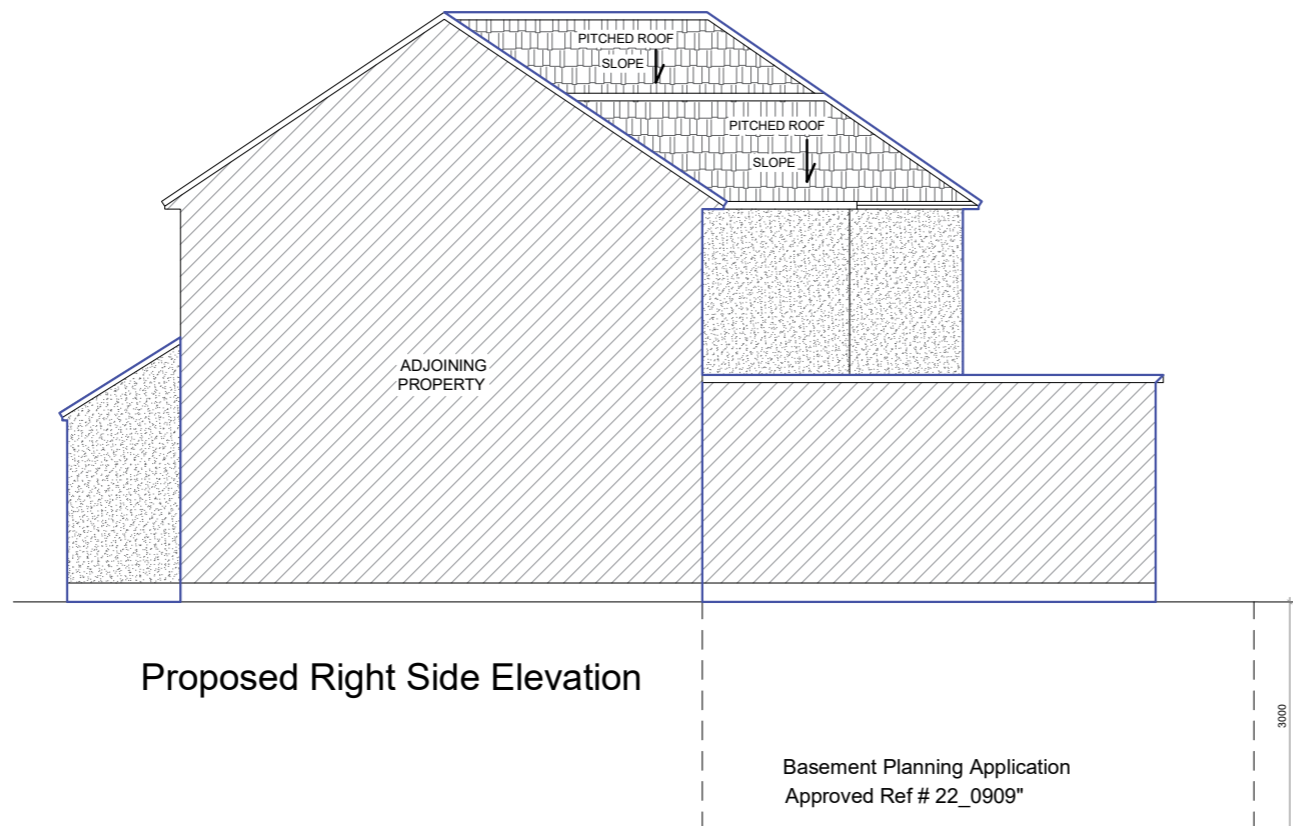 PITCHED ROOF
SLOPE
PITCHED ROOF
SLOPE
ADJOINING
PROPERTY
Proposed Right Side Elevation
3000
Basement Planning Application
Approved Ref # 22_0909"